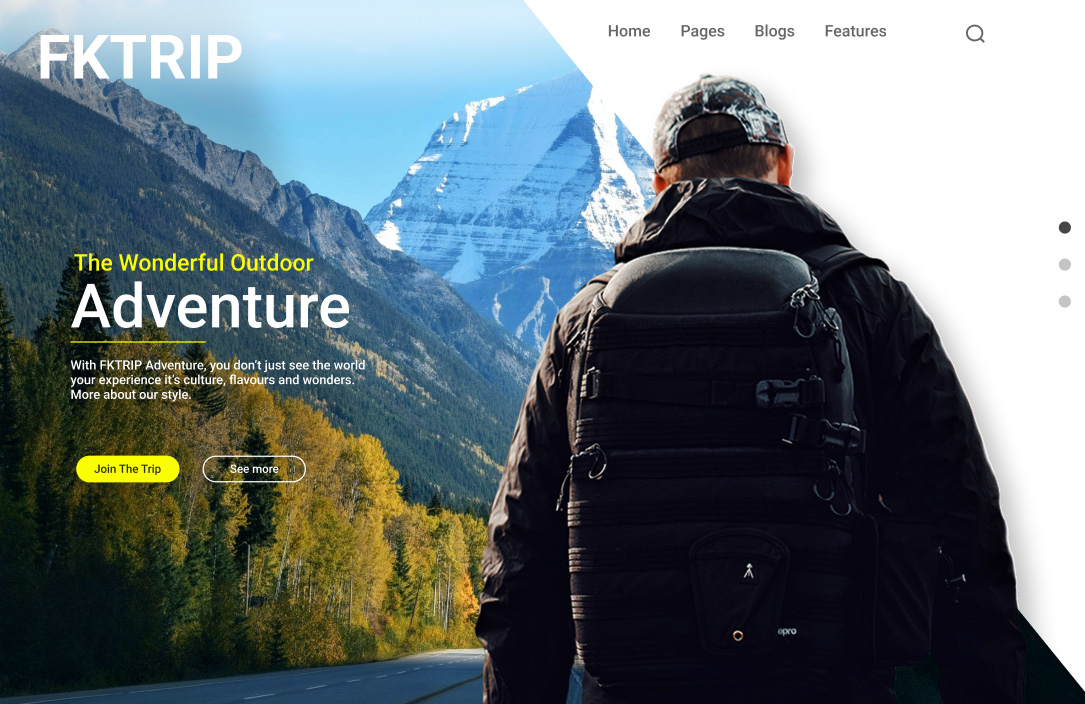 FKTRIP
Home Pages Blogs Features
The Wonderful Outdoor
Adventure
With FKTRIP Adventure, you don't just see the world
your experience it's culture, flavours and wonders.
More about our style.
Join The Trip
See more